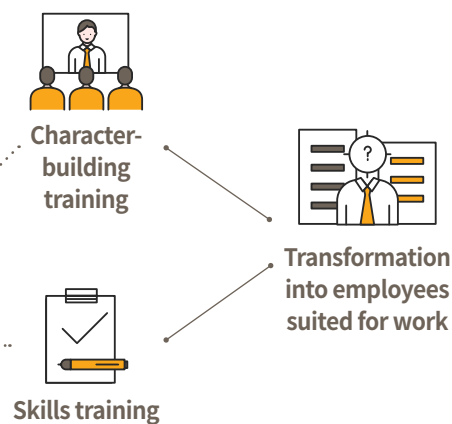 Character-
building
training
?
Transformation
into employees
suited for work
Skills training